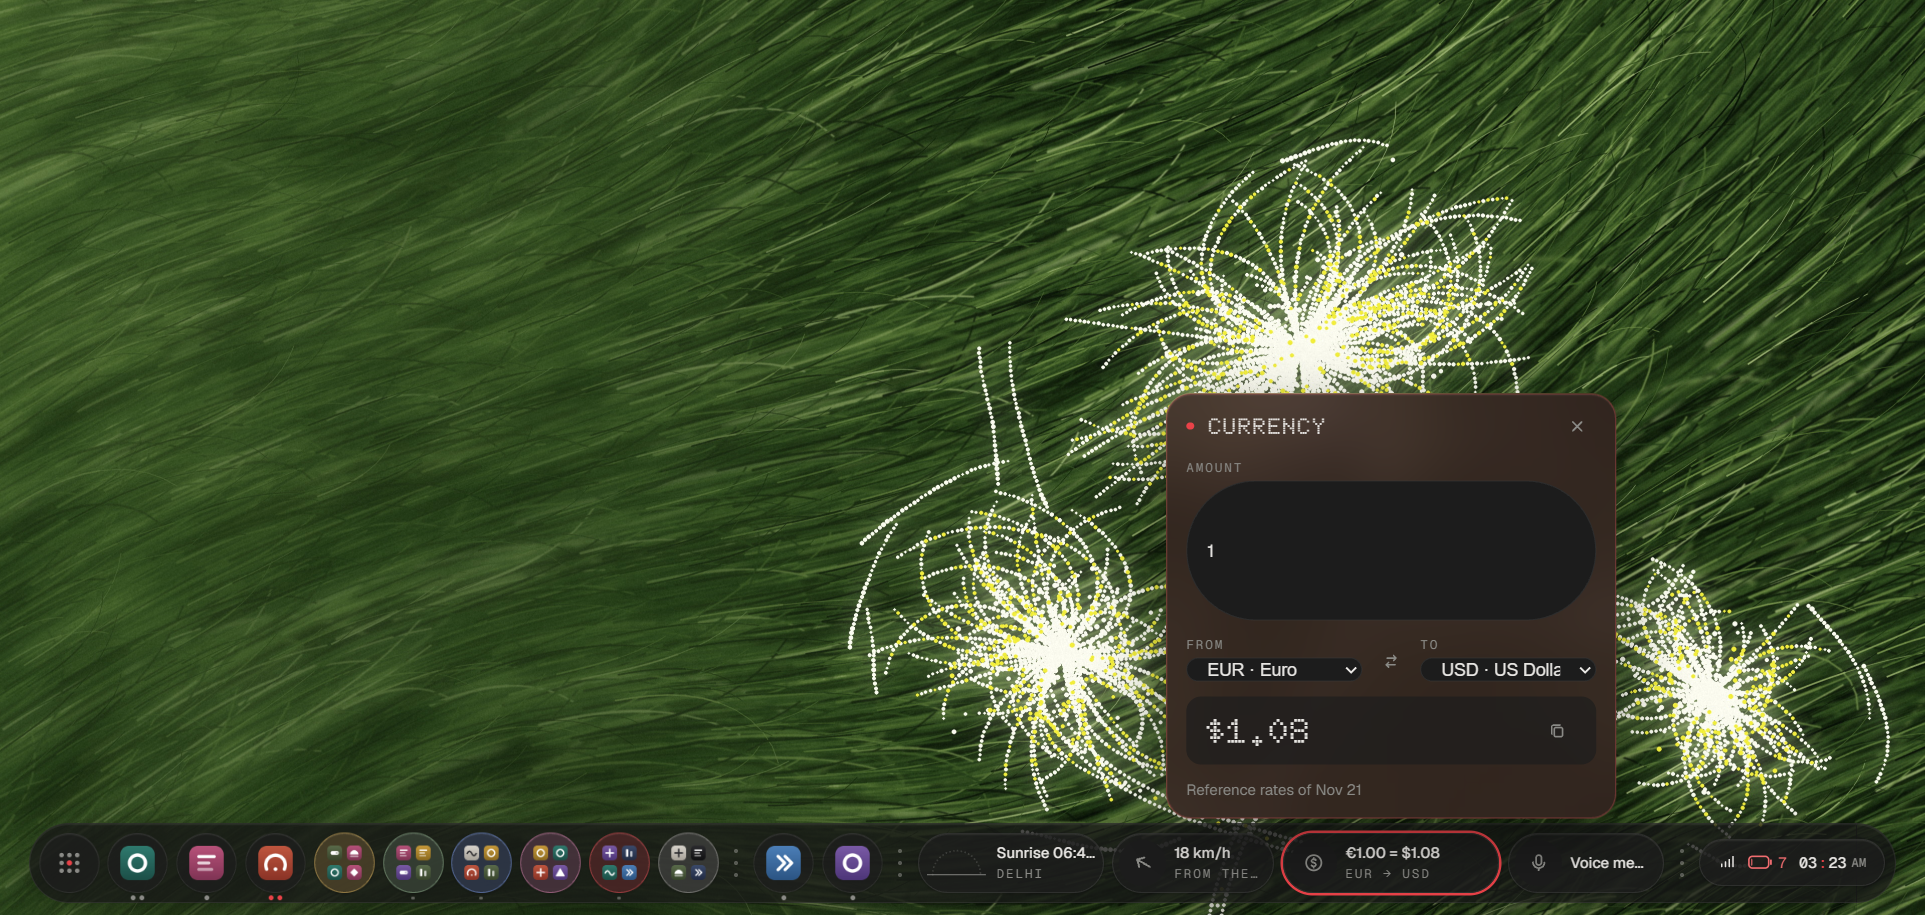 CURRENCY
AMOUNT
1
FROM
TO
EUR · Euro
USD · US Dolla
$1.08
Reference rates of Nov 21
Sunrise 06:4…
DELHI
18 km/h
FROM THE…
€1.00 = $1.08
EUR → USD
Voice me…
7
03:23 AM